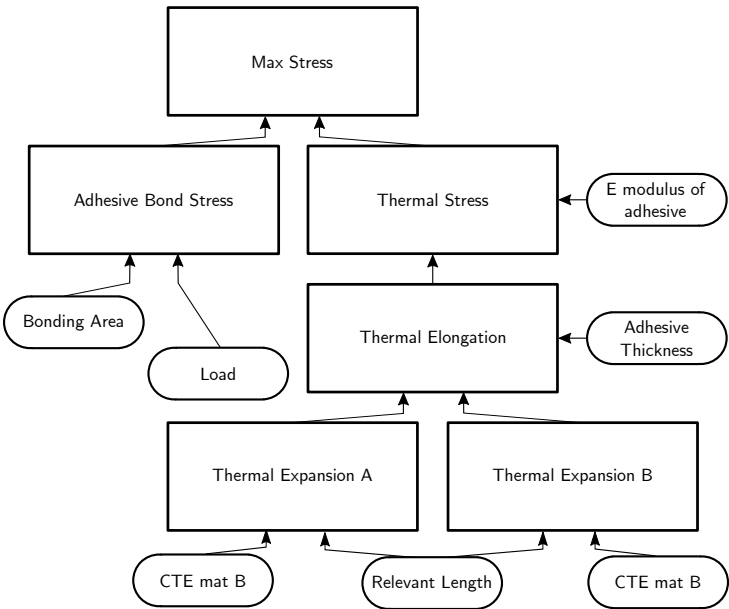 Max Stress
Adhesive Bond Stress
Thermal Stress
E modulus of
adhesive
Bonding Area
Load
Thermal Elongation
Adhesive
Thickness
Thermal Expansion A
Thermal Expansion B
CTE mat B
Relevant Length
CTE mat B